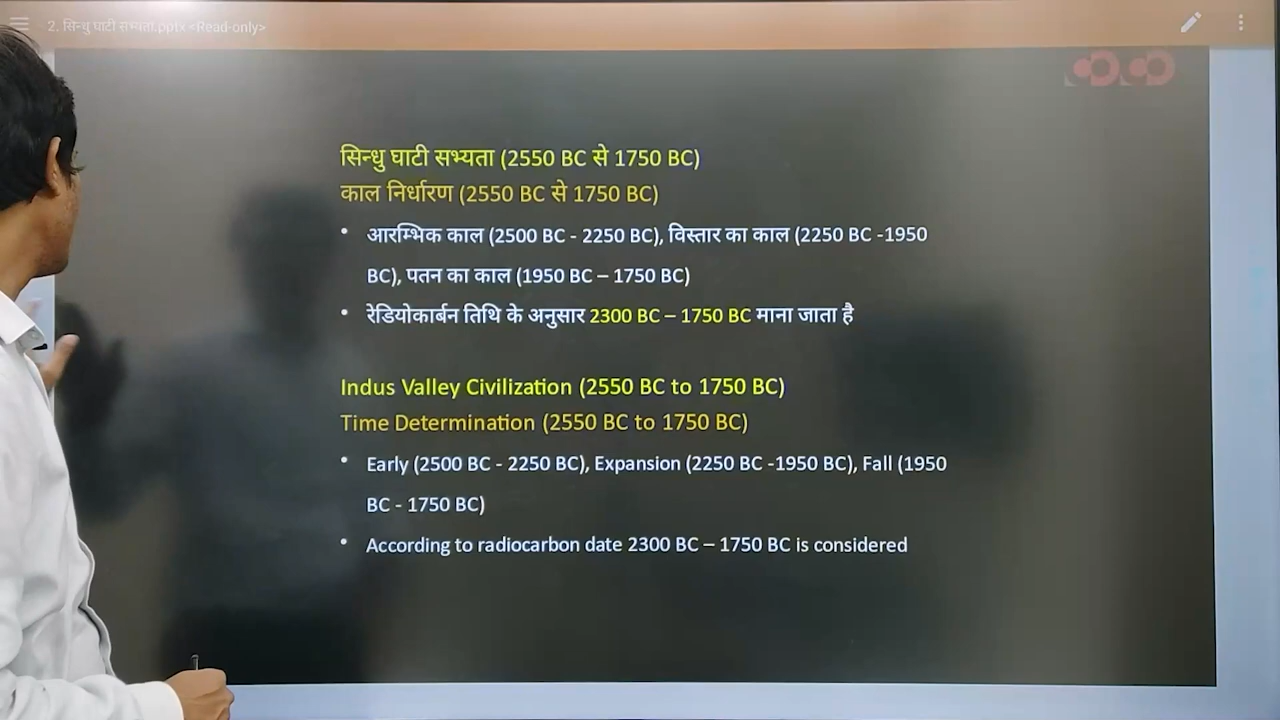 2. सिन्धु घाटी सभ्यता.pptx <Read-only>
सिन्धु घाटी सभ्यता (2550 BC से 1750 BC)
काल निर्धारण (2550 BC से 1750 BC)
• आरम्भिक काल (2500 BC - 2250 BC), विस्तार का काल (2250 BC -1950
BC), पतन का काल (1950 BC – 1750 BC)
• रेडियोकार्बन तिथि के अनुसार 2300 BC – 1750 BC माना जाता है
Indus Valley Civilization (2550 BC to 1750 BC)
Time Determination (2550 BC to 1750 BC)
• Early (2500 BC - 2250 BC), Expansion (2250 BC -1950 BC), Fall (1950
BC - 1750 BC)
• According to radiocarbon date 2300 BC – 1750 BC is considered